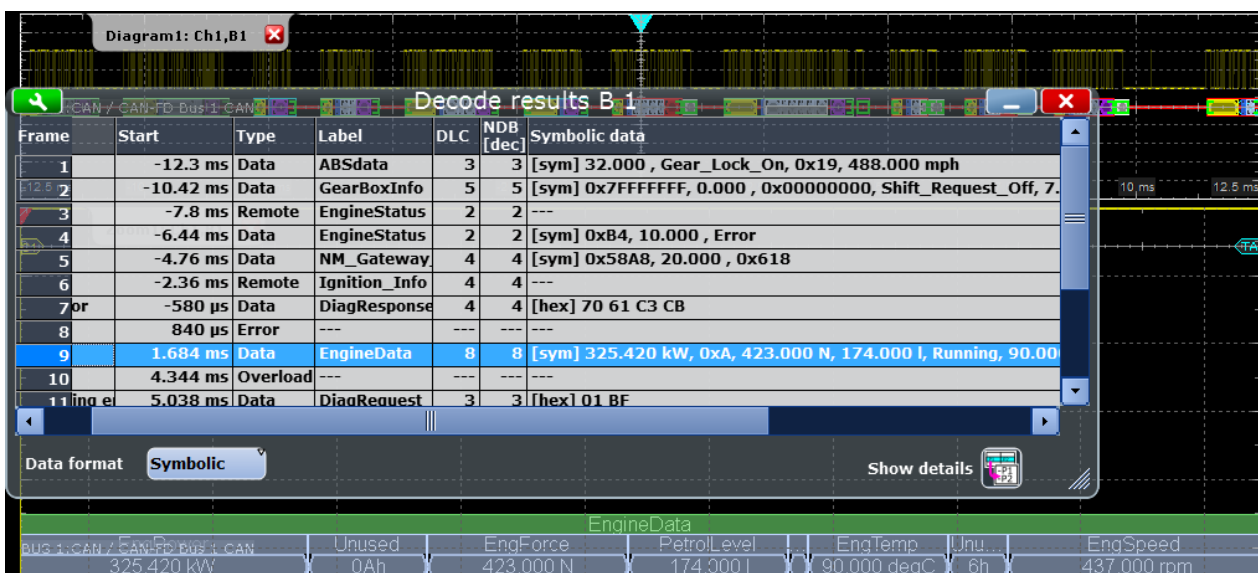 Diagram1: Ch1,B1
Decode results B 1
Frame Start Type Label DLC NDB [dec] Symbolic data
1 -12.3 ms Data ABSdata 3 3 [sym] 32.000 , Gear_Lock_On, 0x19, 488.000 mph
2 -10.42 ms Data GearBoxInfo 5 5 [sym] 0x7FFFFFFF, 0.000 , 0x00000000, Shift_Request_Off, 7.
10 ms 12.5 ms
3 -7.8 ms Remote EngineStatus 2 2 ---
4 -6.44 ms Data EngineStatus 2 2 [sym] 0xB4, 10.000 , Error
5 -4.76 ms Data NM_Gateway_ 4 4 [sym] 0x58A8, 20.000 , 0x618
6 -2.36 ms Remote Ignition_Info 4 4 ---
7 or -580 µs Data DiagResponse 4 4 [hex] 70 61 C3 CB
8 840 µs Error --- --- --- ---
9 1.684 ms Data EngineData 8 8 [sym] 325.420 kW, 0xA, 423.000 N, 174.000 l, Running, 90.00
10 4.344 ms Overload --- --- --- ---
11 ing e 5.038 ms Data DiagRequest 3 3 [hex] 01 BF
Data format Symbolic Show details
EngineData
BUS 1:CAN / CAN-FD Bus 1 CAN EngPower Unused EngForce PetrolLevel EngTemp Unu... EngSpeed
325.420 kW 0Ah 423.000 N 174.000 l 90.000 degC 6h 437.000 rpm